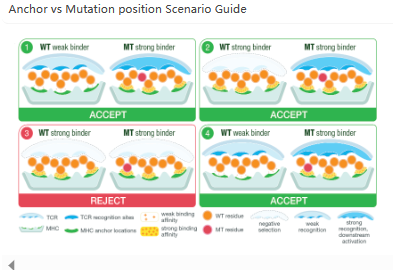 Anchor vs Mutation position Scenario Guide
1 WT weak binder MT strong binder
ACCEPT
2 WT strong binder MT strong binder
ACCEPT
3 WT strong binder MT strong binder
REJECT
4 WT weak binder MT strong binder
ACCEPT
TCR
TCR recognition sites
MHC
MHC anchor locations
weak binding
affinity
strong binding
affinity
WT residue
MT residue
negative
selection
weak
recognition
strong
recognition,
downstream
activation